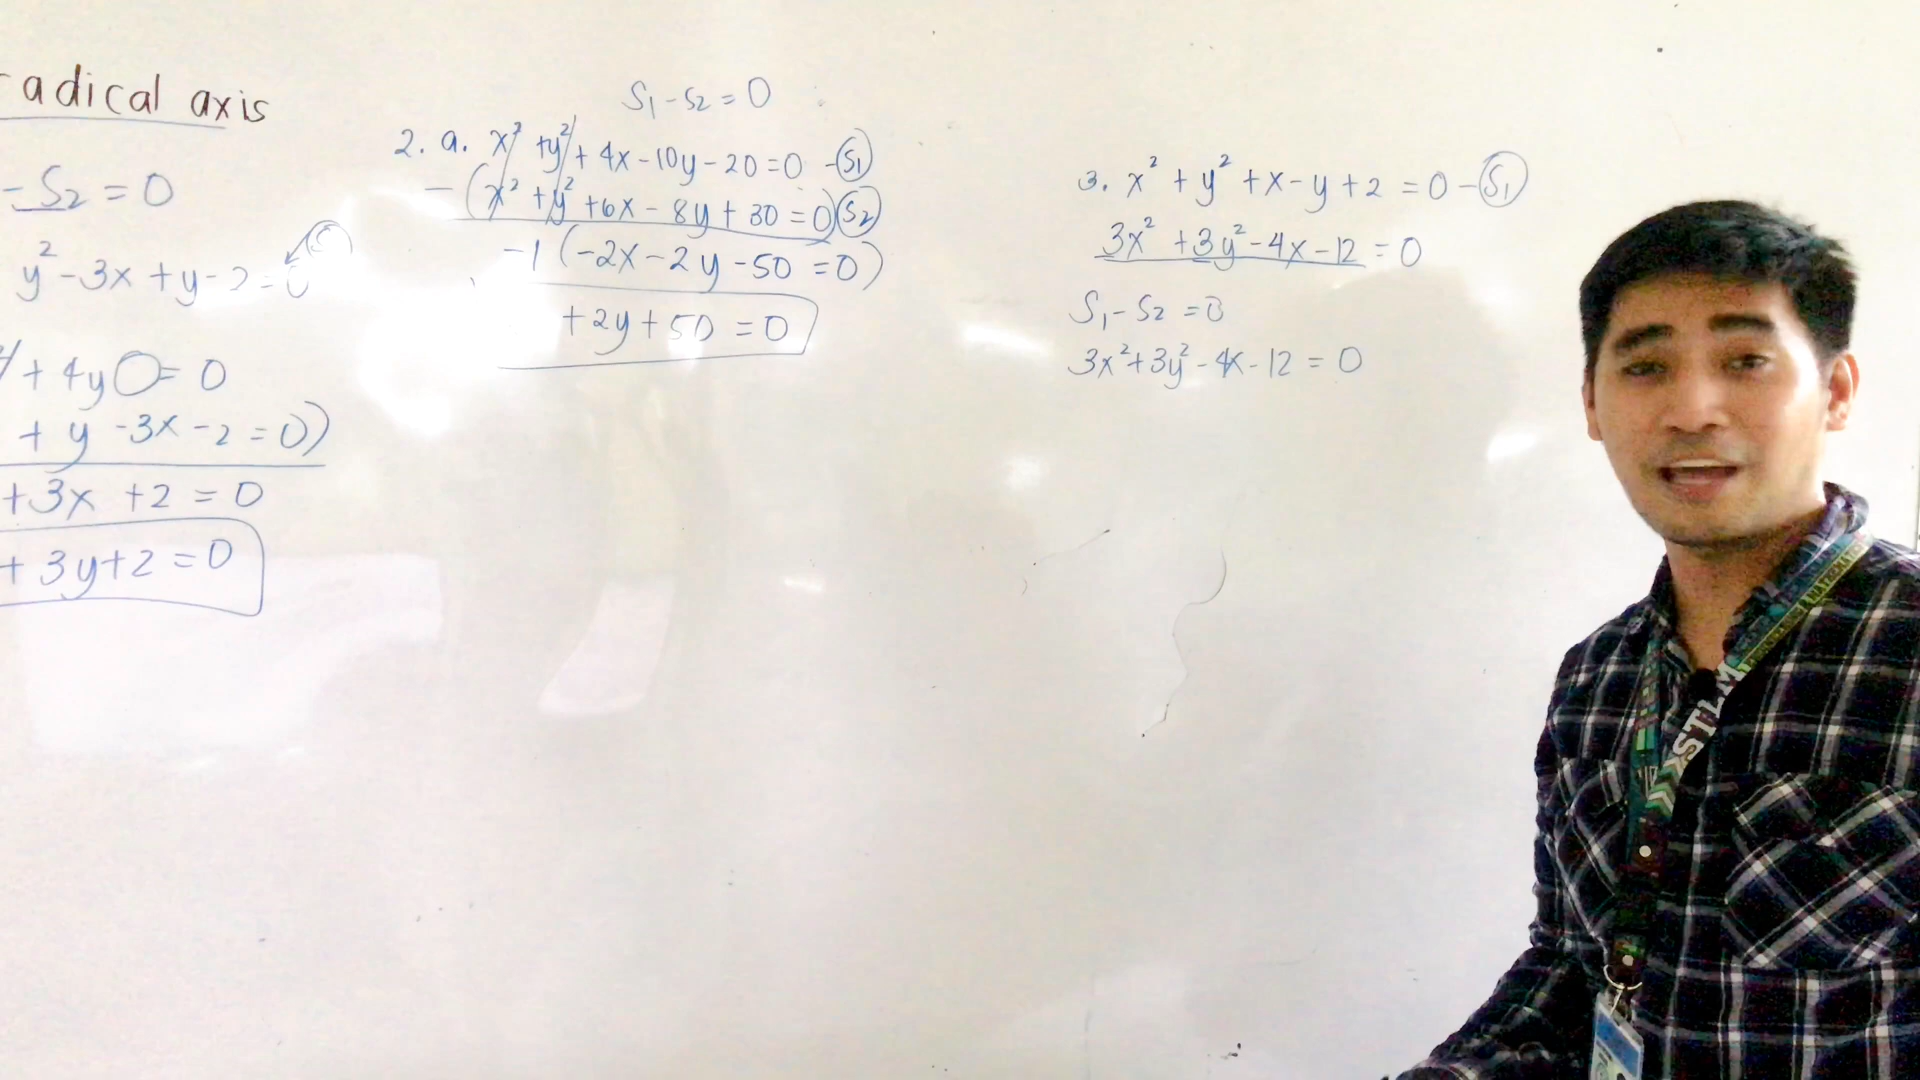 radical axis
- S₂ = 0
y² - 3x + y - 2 = 0
+ 4y = 0
+ y - 3x - 2 = 0)
+ 3x + 2 = 0
+ 3y + 2 = 0
S₁ - S₂ = 0
2. a. x² + y² + 4x - 10y - 20 = 0 - S₁
- (x² + y² + 6x - 8y + 30 = 0) S₂
-1 (-2x - 2y - 50 = 0)
+ 2y + 50 = 0
3. x² + y² + x - y + 2 = 0 - S₁
3x² + 3y² - 4x - 12 = 0
S₁ - S₂ = 0
3x² + 3y² - 4x - 12 = 0